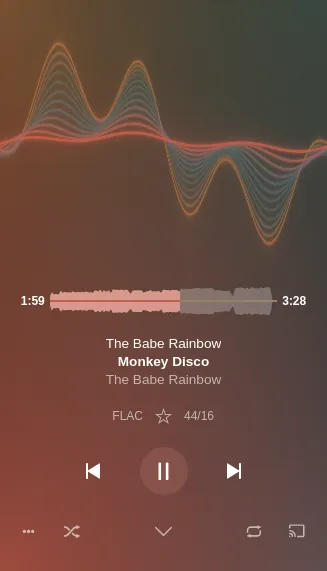 1:59
3:28
The Babe Rainbow
Monkey Disco
The Babe Rainbow
FLAC
44/16